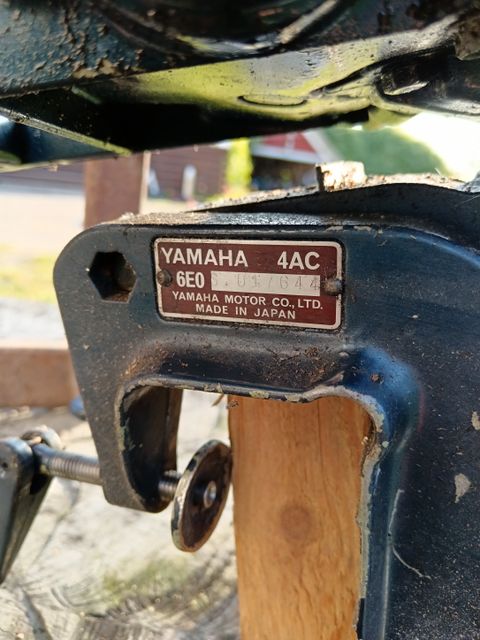 YAMAHA 4AC
6E0
YAMAHA MOTOR CO., LTD.
MADE IN JAPAN